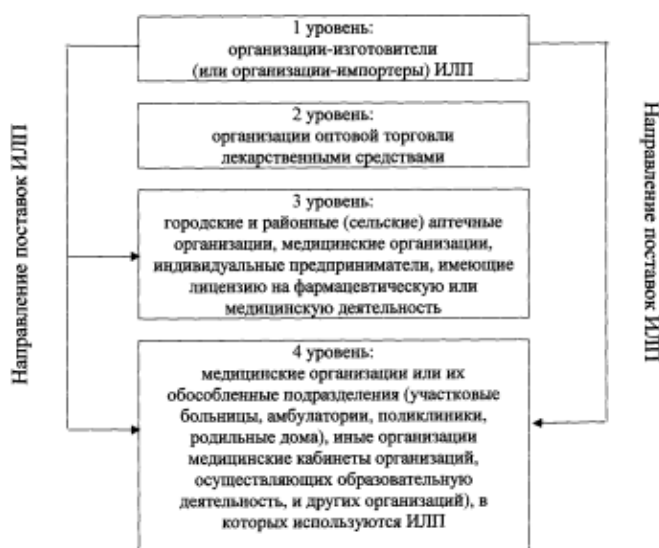 1 уровень:
организации-изготовители
(или организации-импортеры) ИЛП
Направление поставок ИЛП
Направление поставок ИЛП
2 уровень:
организации оптовой торговли
лекарственными средствами
3 уровень:
городские и районные (сельские) аптечные
организации, медицинские организации,
индивидуальные предприниматели, имеющие
лицензию на фармацевтическую или
медицинскую деятельность
4 уровень:
медицинские организации или их
обособленные подразделения (участковые
больницы, амбулатории, поликлиники,
родильные дома), иные организации
медицинские кабинеты организаций,
осуществляющих образовательную
деятельность, и других организаций), в
которых используются ИЛП